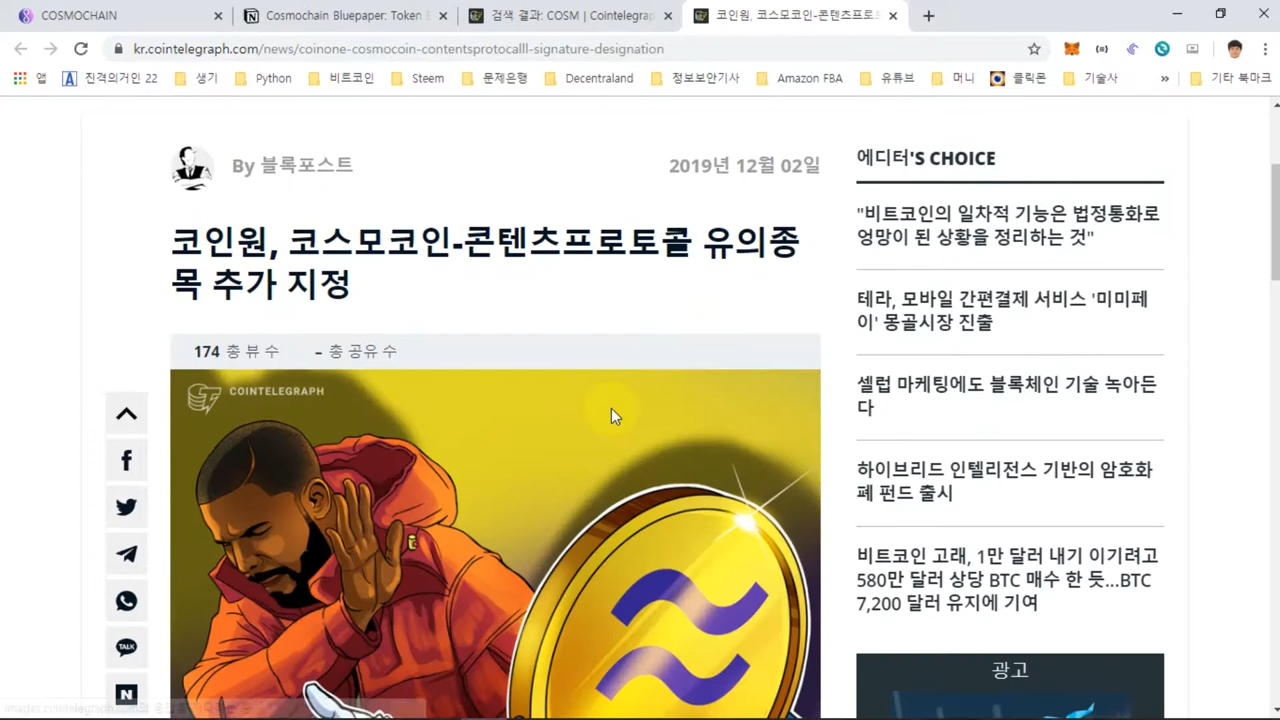 COSMOCHAIN
Cosmochain Bluepaper: Token E
검색 결과: COSM | Cointelegrap
코인원, 코스모코인-콘텐츠프로토
kr.cointelegraph.com/news/coinone-cosmocoin-contentsprotocalll-signature-designation
앱
진격의거인 22
생기
Python
비트코인
Steem
문제은행
Decentraland
정보보안기사
Amazon FBA
유튜브
머니
클릭몬
기술사
»
기타 북마크
By 블록포스트
2019년 12월 02일
코인원, 코스모코인-콘텐츠프로토콜 유의종
목 추가 지정
174 총 뷰 수
– 총 공유 수
COINTELEGRAPH
TALK
N
에디터'S CHOICE
"비트코인의 일차적 기능은 법정통화로
엉망이 된 상황을 정리하는 것"
테라, 모바일 간편결제 서비스 '미미페
이' 몽골시장 진출
셀럽 마케팅에도 블록체인 기술 녹아든
다
하이브리드 인텔리전스 기반의 암호화
폐 펀드 출시
비트코인 고래, 1만 달러 내기 이기려고
580만 달러 상당 BTC 매수 한 듯...BTC
7,200 달러 유지에 기여
광고